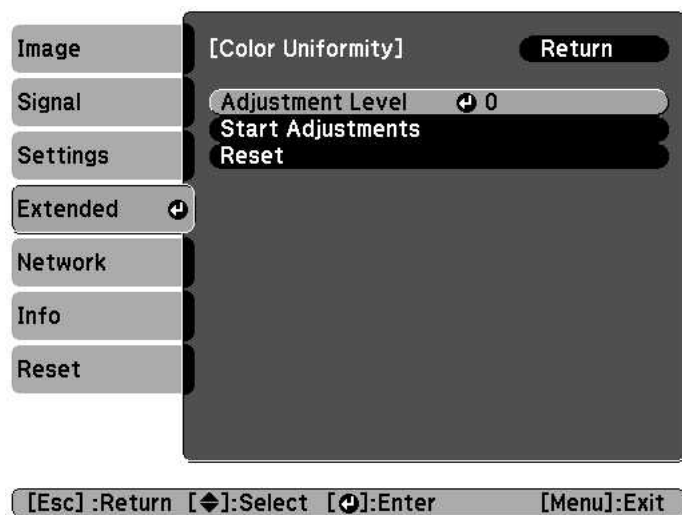 Image
Signal
Settings
Extended
Network
Info
Reset
[Color Uniformity] Return
Adjustment Level 0
Start Adjustments
Reset
[Esc] :Return [◆]:Select [↵]:Enter [Menu]:Exit